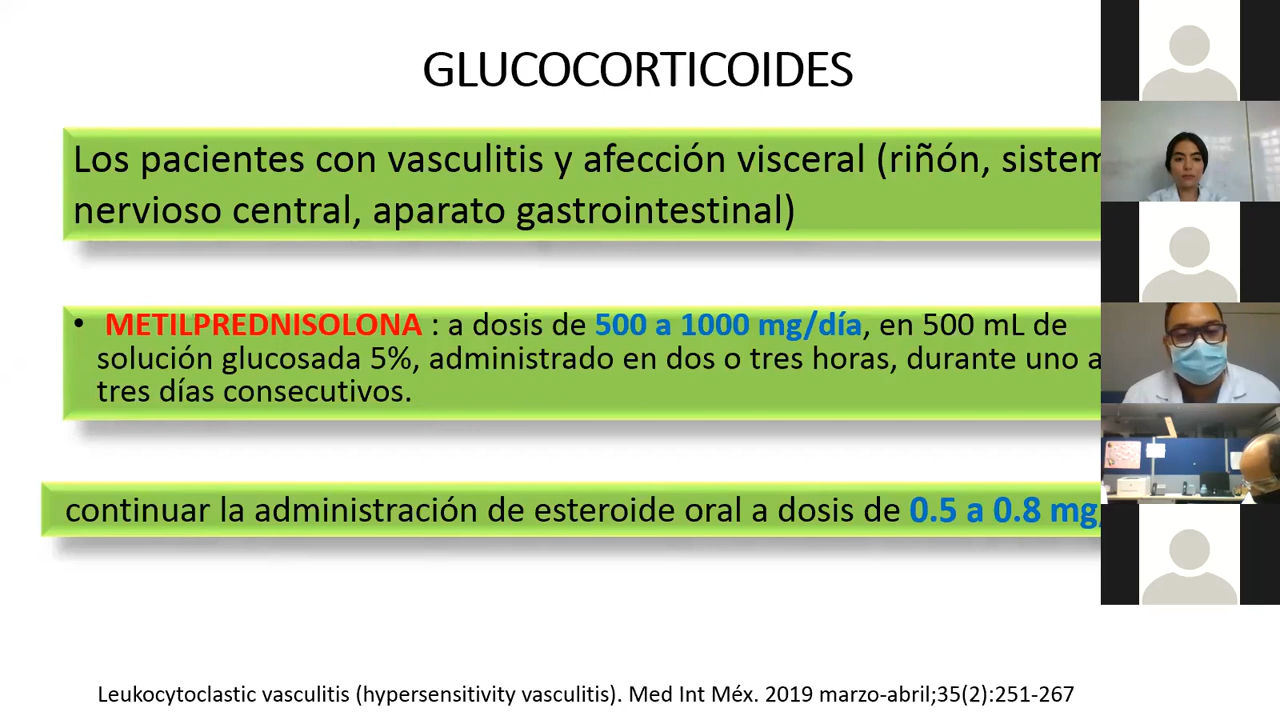 GLUCOCORTICOIDES
Los pacientes con vasculitis y afección visceral (riñón,
nervioso central, aparato gastrointestinal)
• METILPREDNISOLONA : a dosis de 500 a 1000 mg/día, en 500 mL de
solución glucosada 5%, administrado en dos o tres horas, durante uno a
tres días consecutivos.
continuar la administración de esteroide oral a dosis de 0.5 a 0.8 mg
Leukocytoclastic vasculitis (hypersensitivity vasculitis). Med Int Méx. 2019 marzo-abril;35(2):251-267